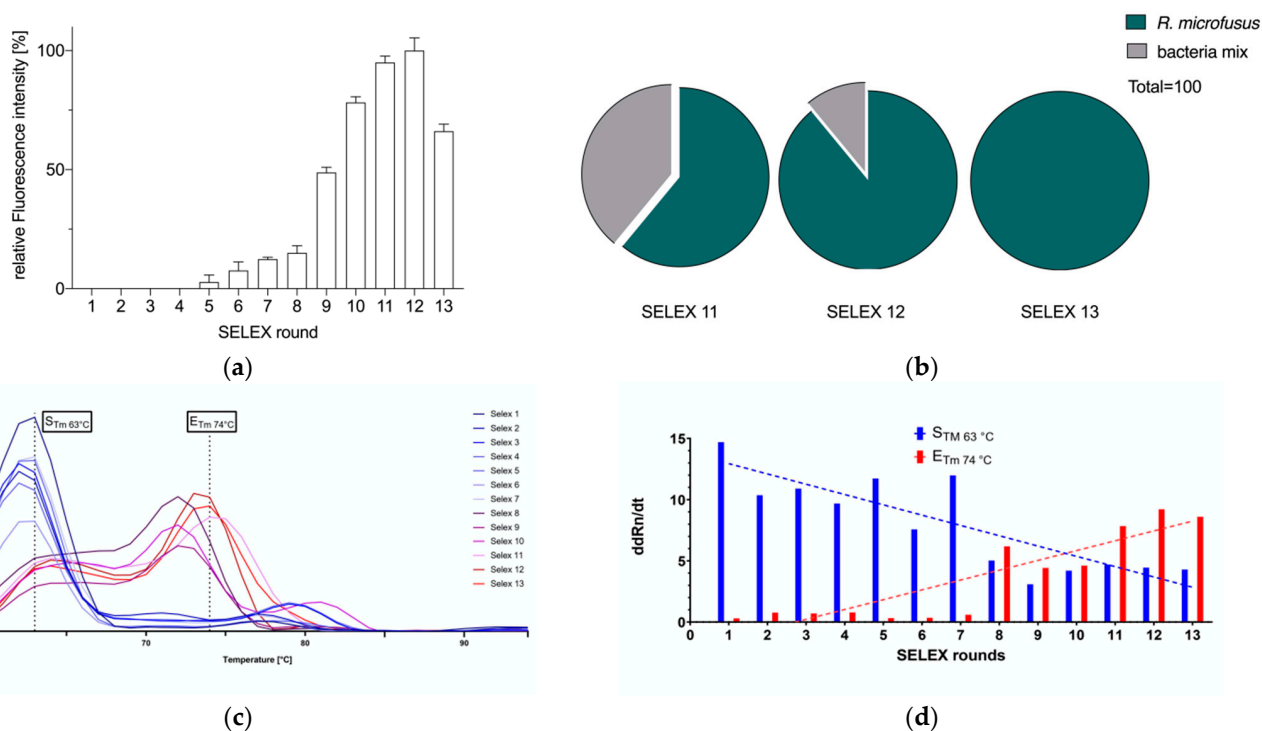 relative Fluorescence intensity [%]
100
50
0
1 2 3 4 5 6 7 8 9 10 11 12 13
SELEX round
(a)
R. microfusus
bacteria mix
Total=100
SELEX 11
SELEX 12
SELEX 13
(b)
STm 63°C
ETm 74°C
Selex 1
Selex 2
Selex 3
Selex 4
Selex 5
Selex 6
Selex 7
Selex 8
Selex 9
Selex 10
Selex 11
Selex 12
Selex 13
70 80 90
Temperature [°C]
(c)
STM 63 °C
ETm 74 °C
ddRn/dt
15
10
5
0
0 1 2 3 4 5 6 7 8 9 10 11 12 13
SELEX rounds
(d)